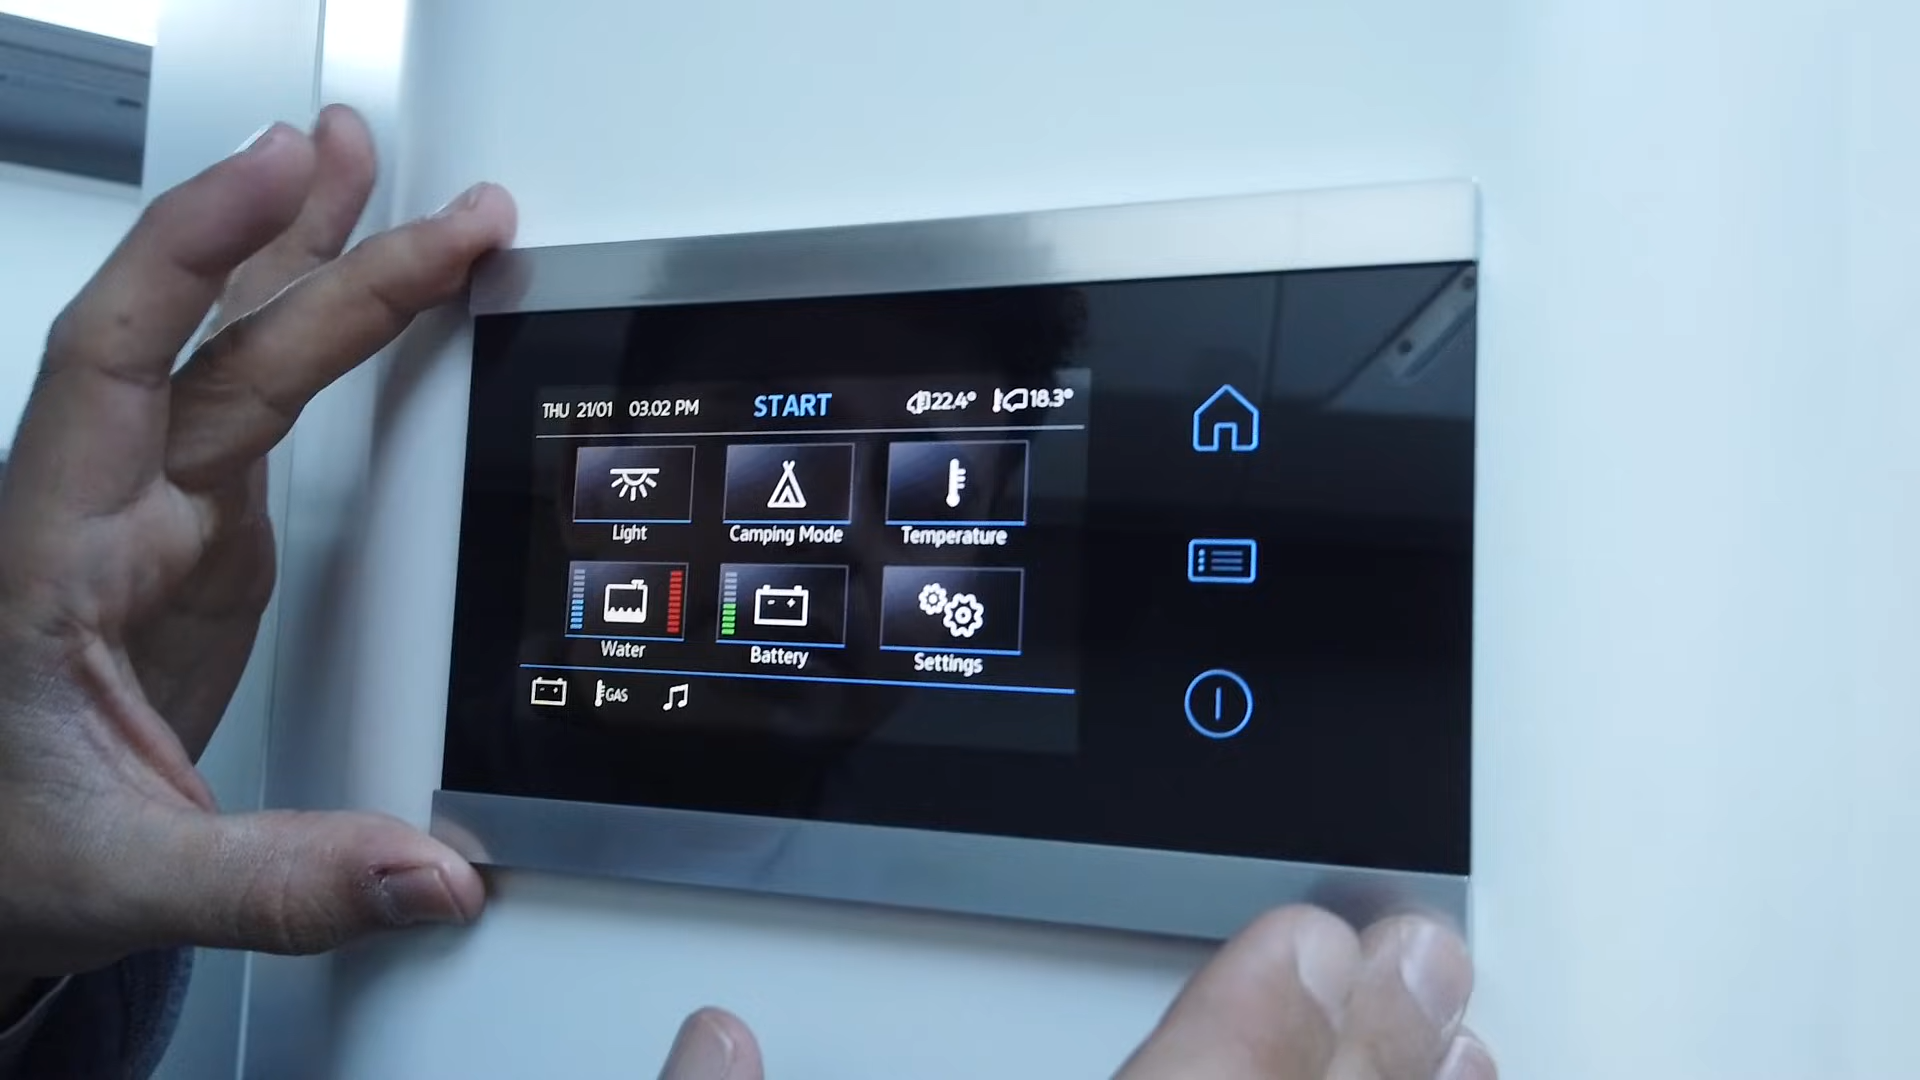 THU 21/01 03.02 PM START 22.4° 18.3°
Light Camping Mode Temperature
Water Battery Settings
GAS